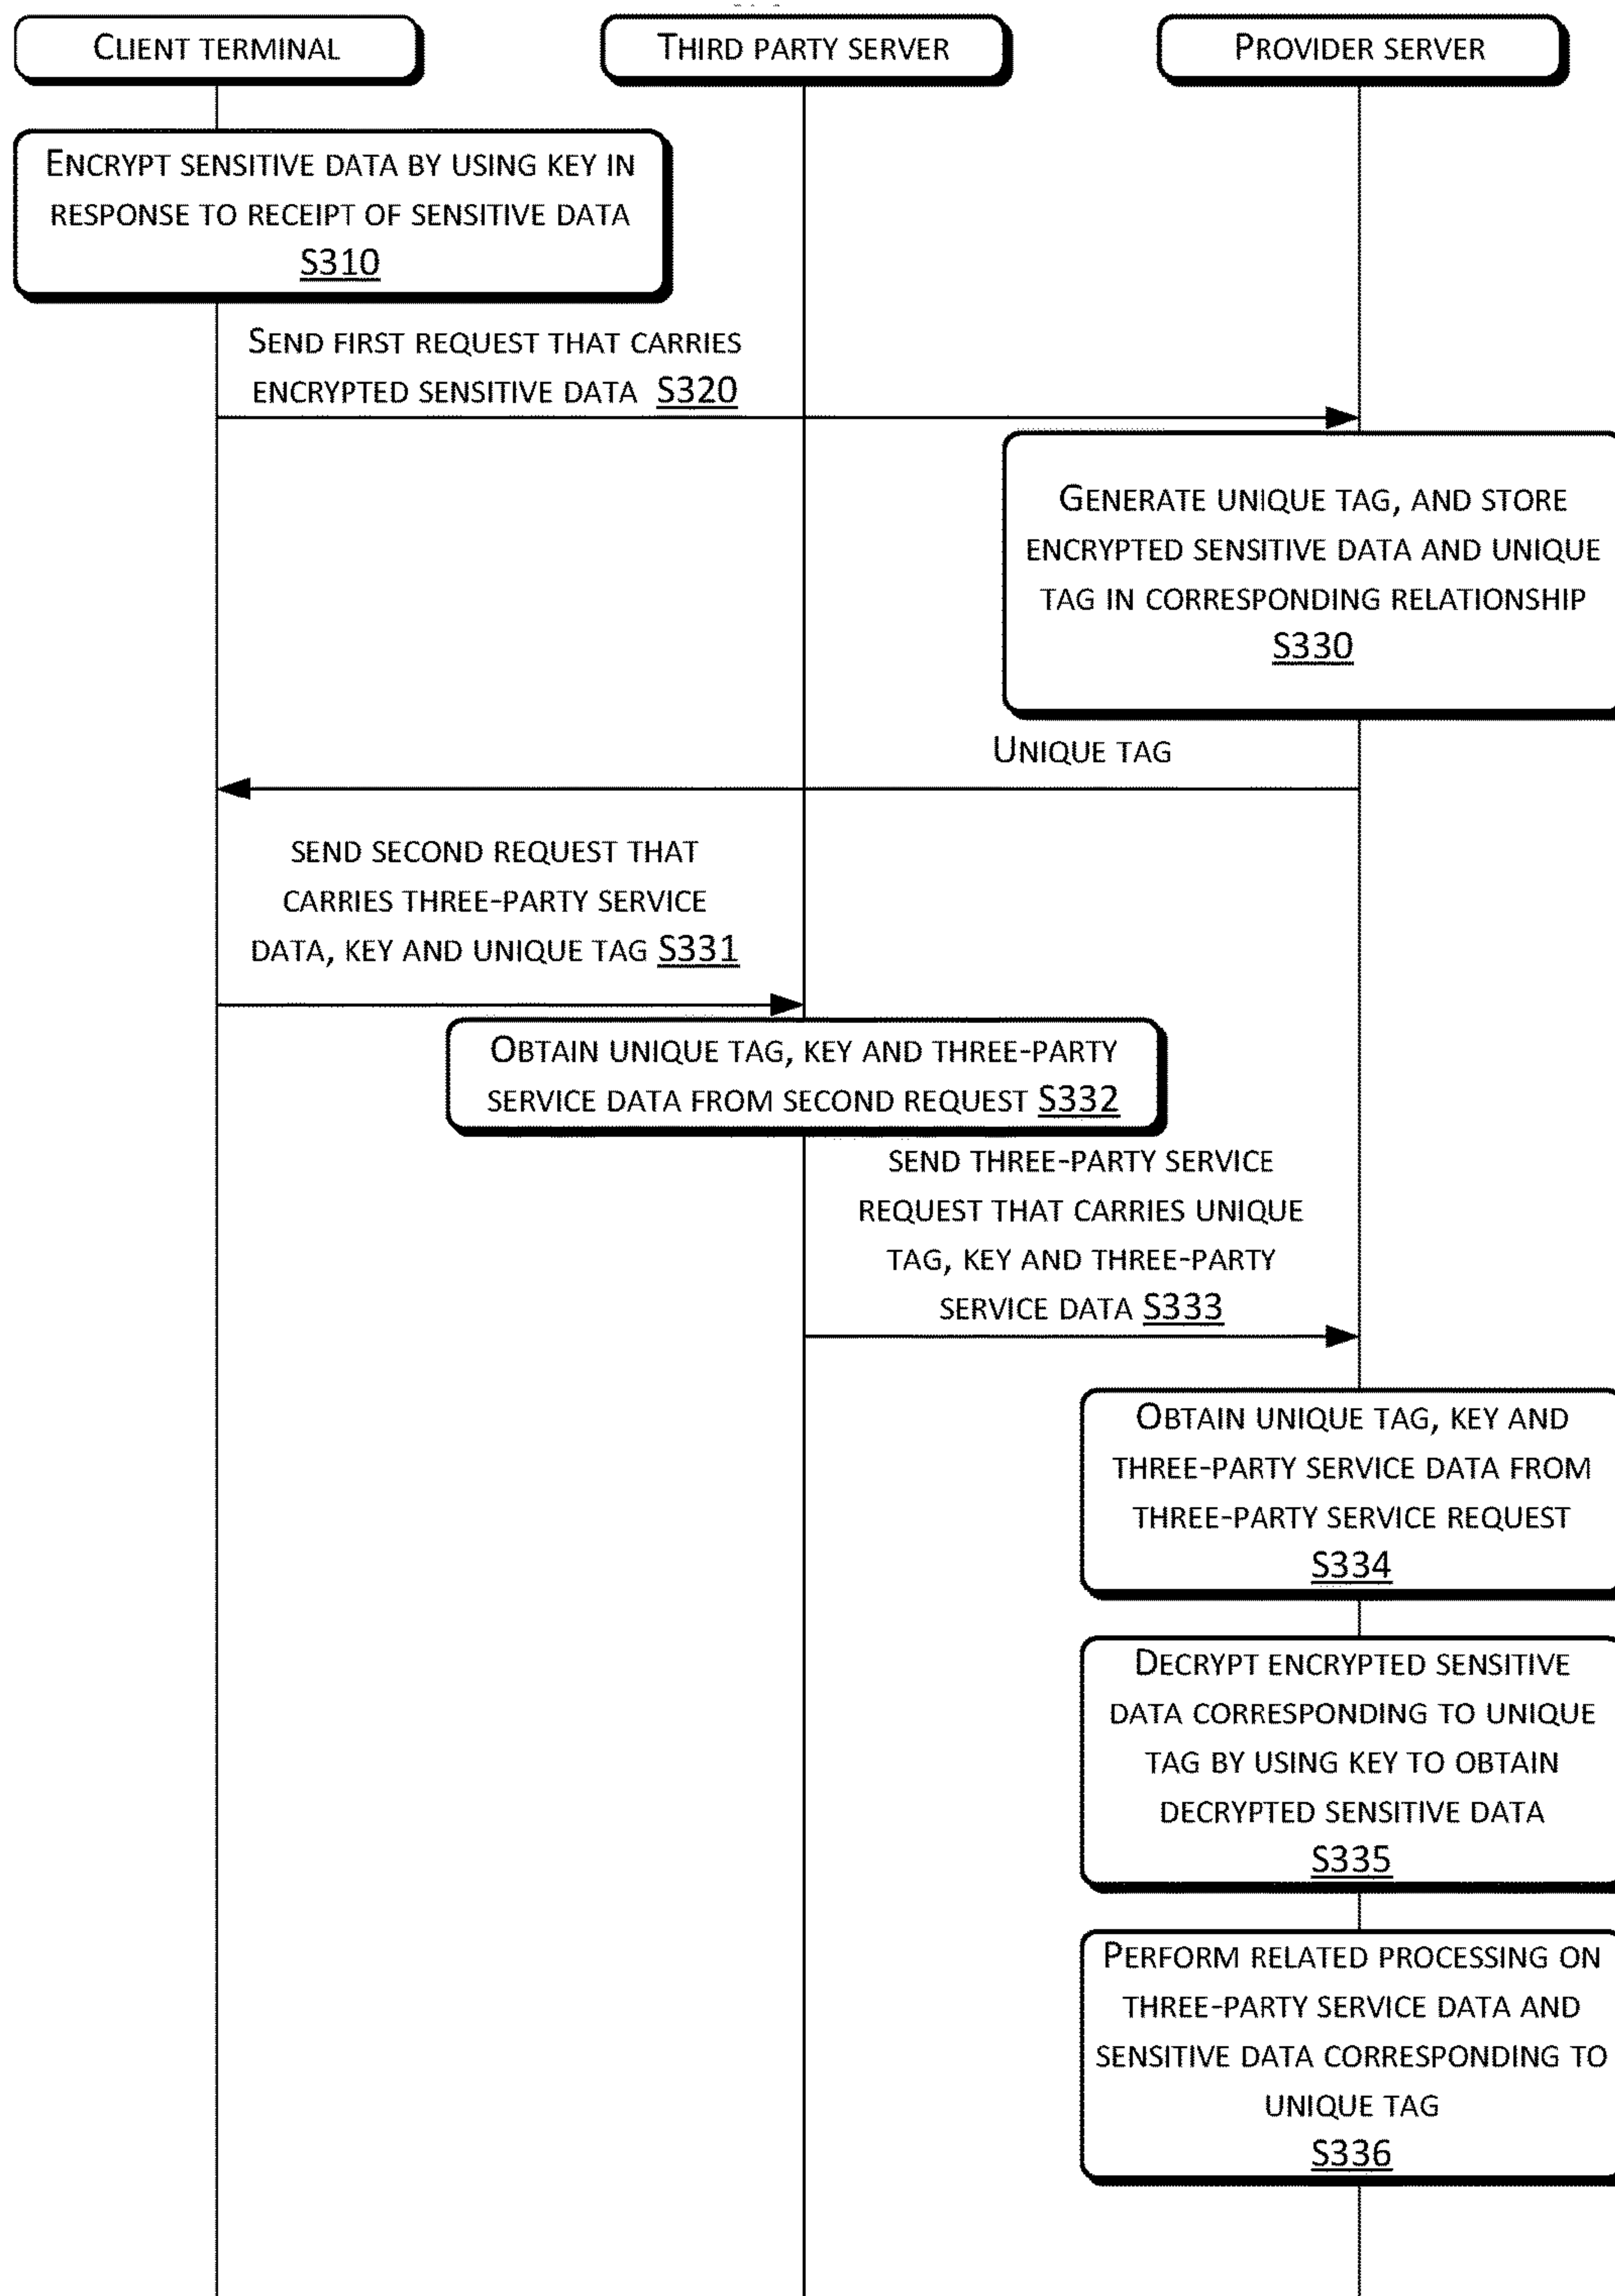 CLIENT TERMINAL
THIRD PARTY SERVER
PROVIDER SERVER
ENCRYPT SENSITIVE DATA BY USING KEY IN
RESPONSE TO RECEIPT OF SENSITIVE DATA
S310
SEND FIRST REQUEST THAT CARRIES
ENCRYPTED SENSITIVE DATA S320
GENERATE UNIQUE TAG, AND STORE
ENCRYPTED SENSITIVE DATA AND UNIQUE
TAG IN CORRESPONDING RELATIONSHIP
S330
UNIQUE TAG
SEND SECOND REQUEST THAT
CARRIES THREE-PARTY SERVICE
DATA, KEY AND UNIQUE TAG S331
OBTAIN UNIQUE TAG, KEY AND THREE-PARTY
SERVICE DATA FROM SECOND REQUEST S332
SEND THREE-PARTY SERVICE
REQUEST THAT CARRIES UNIQUE
TAG, KEY AND THREE-PARTY
SERVICE DATA S333
OBTAIN UNIQUE TAG, KEY AND
THREE-PARTY SERVICE DATA FROM
THREE-PARTY SERVICE REQUEST
S334
DECRYPT ENCRYPTED SENSITIVE
DATA CORRESPONDING TO UNIQUE
TAG BY USING KEY TO OBTAIN
DECRYPTED SENSITIVE DATA
S335
PERFORM RELATED PROCESSING ON
THREE-PARTY SERVICE DATA AND
SENSITIVE DATA CORRESPONDING TO
UNIQUE TAG
S336